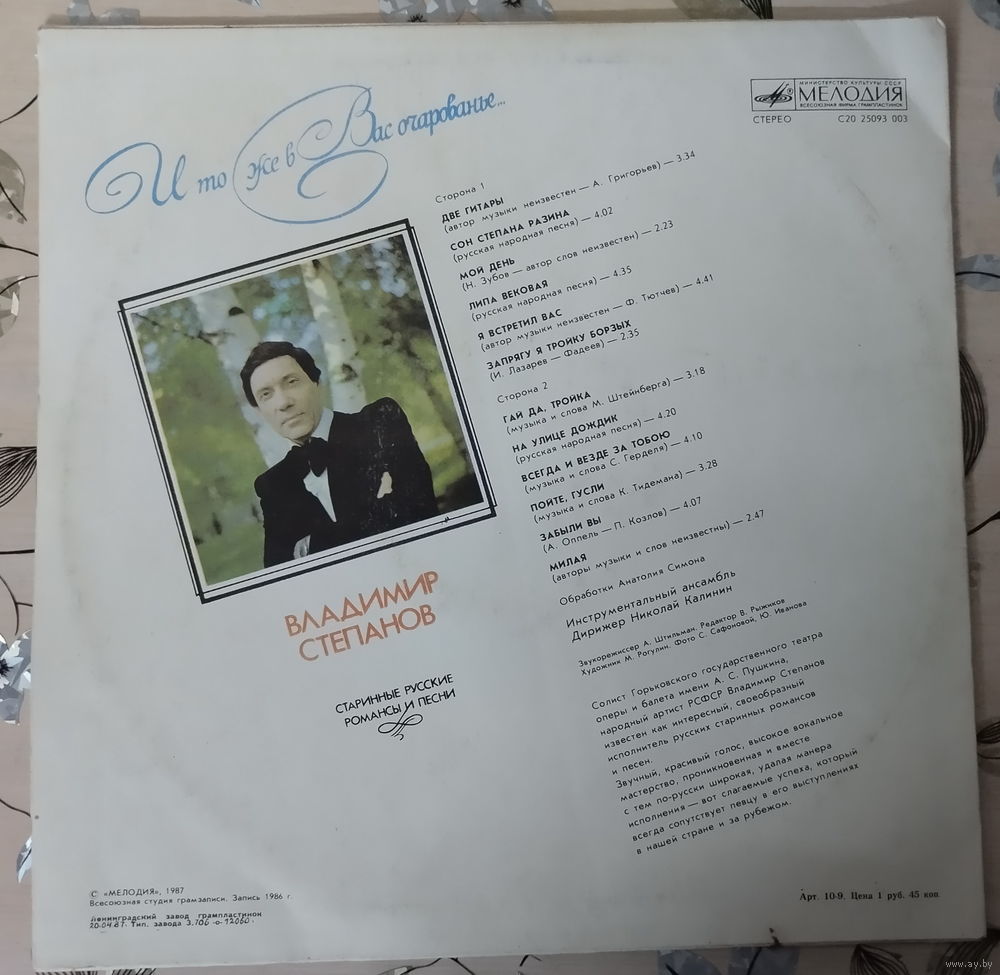 И то же в Вас очарованье...
МИНИСТЕРСТВО КУЛЬТУРЫ СССР
МЕЛОДИЯ
ВСЕСОЮЗНАЯ ФИРМА ГРАМПЛАСТИНОК
СТЕРЕО С20 25093 003
Сторона 1
ДВЕ ГИТАРЫ
(автор музыки неизвестен — А. Григорьев) — 3.34
СОН СТЕПАНА РАЗИНА
(русская народная песня) — 4.02
МОЙ ДЕНЬ
(Н. Зубов — автор слов неизвестен) — 2.23
ЛИПА ВЕКОВАЯ
(русская народная песня) — 4.35
Я ВСТРЕТИЛ ВАС
(автор музыки неизвестен — Ф. Тютчев) — 4.41
ЗАПРЯГУ Я ТРОЙКУ БОРЗЫХ
(И. Лазарев — Фадеев) — 2.35
Сторона 2
ГАЙ ДА, ТРОЙКА
(музыка и слова М. Штейнберга) — 3.18
НА УЛИЦЕ ДОЖДИК
(русская народная песня) — 4.20
ВСЕГДА И ВЕЗДЕ ЗА ТОБОЮ
(музыка и слова С. Герделя) — 4.10
ПОЙТЕ, ГУСЛИ
(музыка и слова К. Тидемана) — 3.28
ЗАБЫЛИ ВЫ
(А. Оппель — П. Козлов) — 4.07
МИЛАЯ
(авторы музыки и слов неизвестны) — 2.47
Обработки Анатолия Симона
Инструментальный ансамбль
Дирижер Николай Калинин
Звукорежиссер А. Штильман. Редактор В. Рыжиков
Художник М. Рогулин. Фото С. Сафоновой, Ю. Иванова
Солист Горьковского государственного театра
оперы и балета имени А. С. Пушкина,
народный артист РСФСР Владимир Степанов
известен как интересный, своеобразный
исполнитель русских старинных романсов
и песен.
Звучный, красивый голос, высокое вокальное
мастерство, проникновенная и вместе
с тем по-русски широкая, удалая манера
исполнения — вот слагаемые успеха, который
всегда сопутствует певцу в его выступлениях
в нашей стране и за рубежом.
ВЛАДИМИР
СТЕПАНОВ
СТАРИННЫЕ РУССКИЕ
РОМАНСЫ И ПЕСНИ
© «МЕЛОДИЯ», 1987
Всесоюзная студия грамзаписи. Запись 1986 г.
Ленинградский завод грампластинок
20.04.87. Тип. завода З.706 -о-12060.
Арт. 10-9. Цена 1 руб. 45 коп
www.ay.by